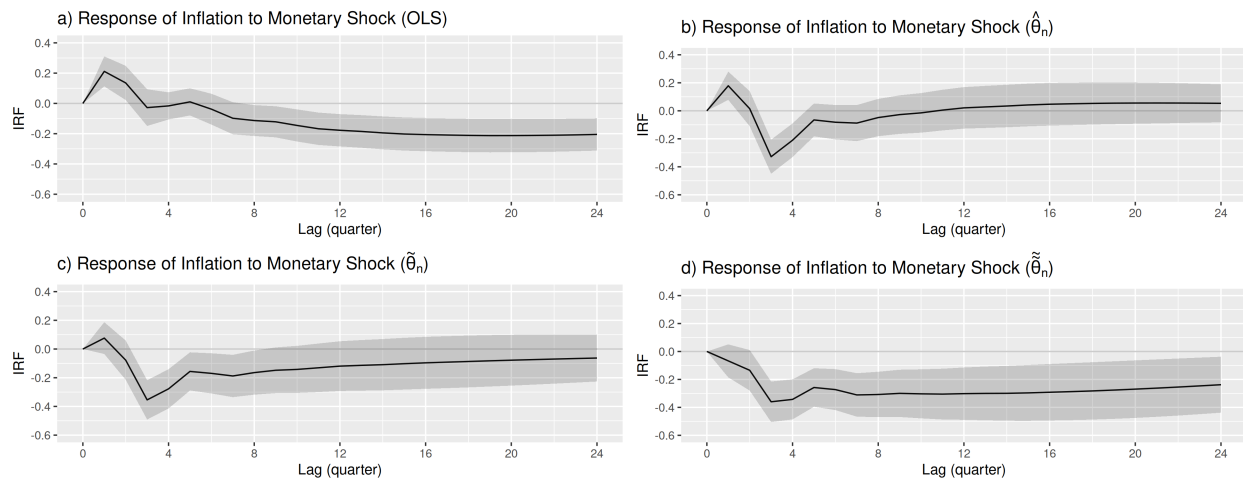 a) Response of Inflation to Monetary Shock (OLS)
0.4
0.2
0.0
-0.2
-0.4
-0.6
IRF
0 4 8 12 16 20 24
Lag (quarter)
b) Response of Inflation to Monetary Shock (θ̂ₙ)
0.4
0.2
0.0
-0.2
-0.4
-0.6
IRF
0 4 8 12 16 20 24
Lag (quarter)
c) Response of Inflation to Monetary Shock (θ̃ₙ)
0.4
0.2
0.0
-0.2
-0.4
-0.6
IRF
0 4 8 12 16 20 24
Lag (quarter)
d) Response of Inflation to Monetary Shock (θ̃̃ₙ)
0.4
0.2
0.0
-0.2
-0.4
-0.6
IRF
0 4 8 12 16 20 24
Lag (quarter)